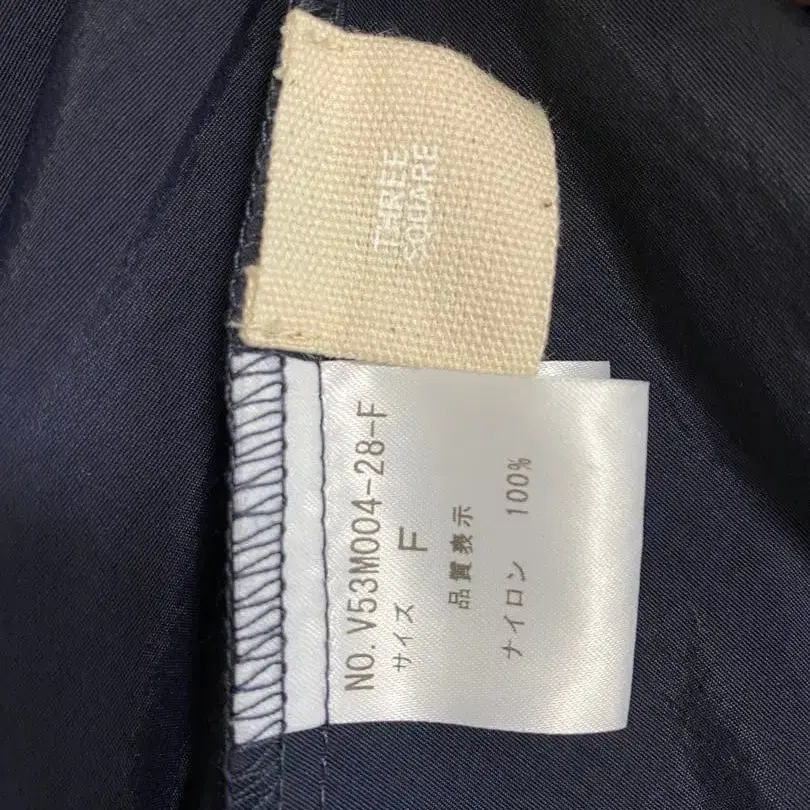 THREE
SQUARE
NO. V53M004-28-F
サイズ F
品質表示
ナイロン 100%